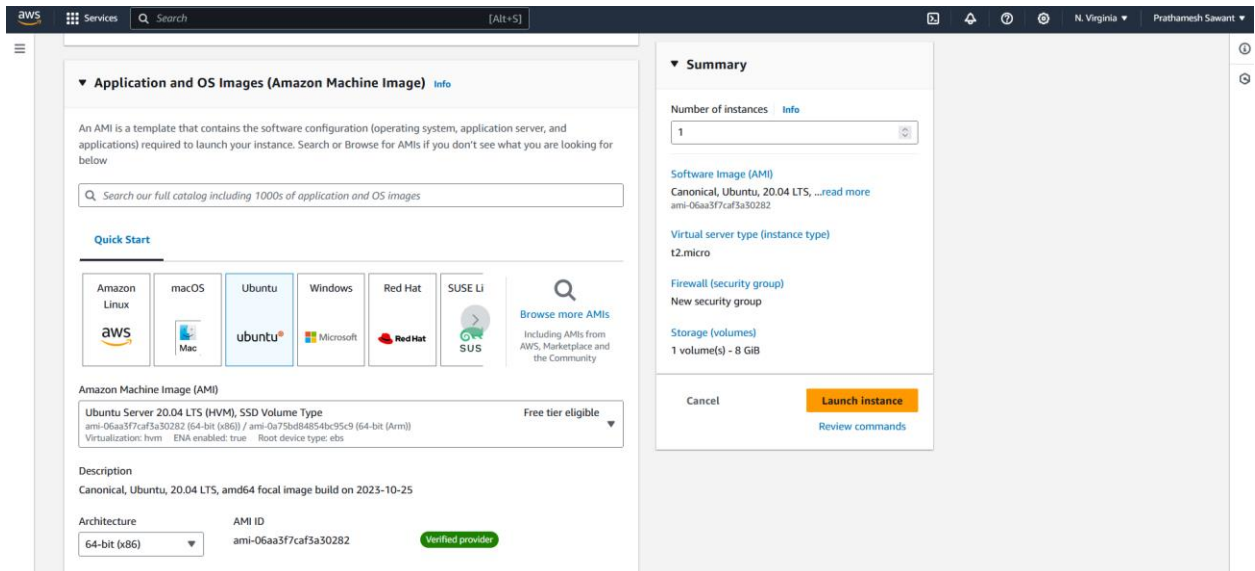 aws
Services
Search
[Alt+S]
N. Virginia
Prathamesh Sawant
Application and OS Images (Amazon Machine Image) Info
An AMI is a template that contains the software configuration (operating system, application server, and
applications) required to launch your instance. Search or Browse for AMIs if you don't see what you are looking for
below
Search our full catalog including 1000s of application and OS images
Quick Start
Amazon
Linux
aws
macOS
Mac
Ubuntu
ubuntu
Windows
Microsoft
Red Hat
Red Hat
SUSE Li
SUS
Browse more AMIs
Including AMIs from
AWS, Marketplace and
the Community
Amazon Machine Image (AMI)
Ubuntu Server 20.04 LTS (HVM), SSD Volume Type
Free tier eligible
ami-06aa3f7caf3a30282 (64-bit (x86)) / ami-0a75bd84854bc95c9 (64-bit (Arm))
Virtualization: hvm ENA enabled: true Root device type: ebs
Description
Canonical, Ubuntu, 20.04 LTS, amd64 focal image build on 2023-10-25
Architecture
64-bit (x86)
AMI ID
ami-06aa3f7caf3a30282
Verified provider
Summary
Number of instances Info
1
Software Image (AMI)
Canonical, Ubuntu, 20.04 LTS, ...read more
ami-06aa3f7caf3a30282
Virtual server type (instance type)
t2.micro
Firewall (security group)
New security group
Storage (volumes)
1 volume(s) - 8 GiB
Cancel
Launch instance
Review commands